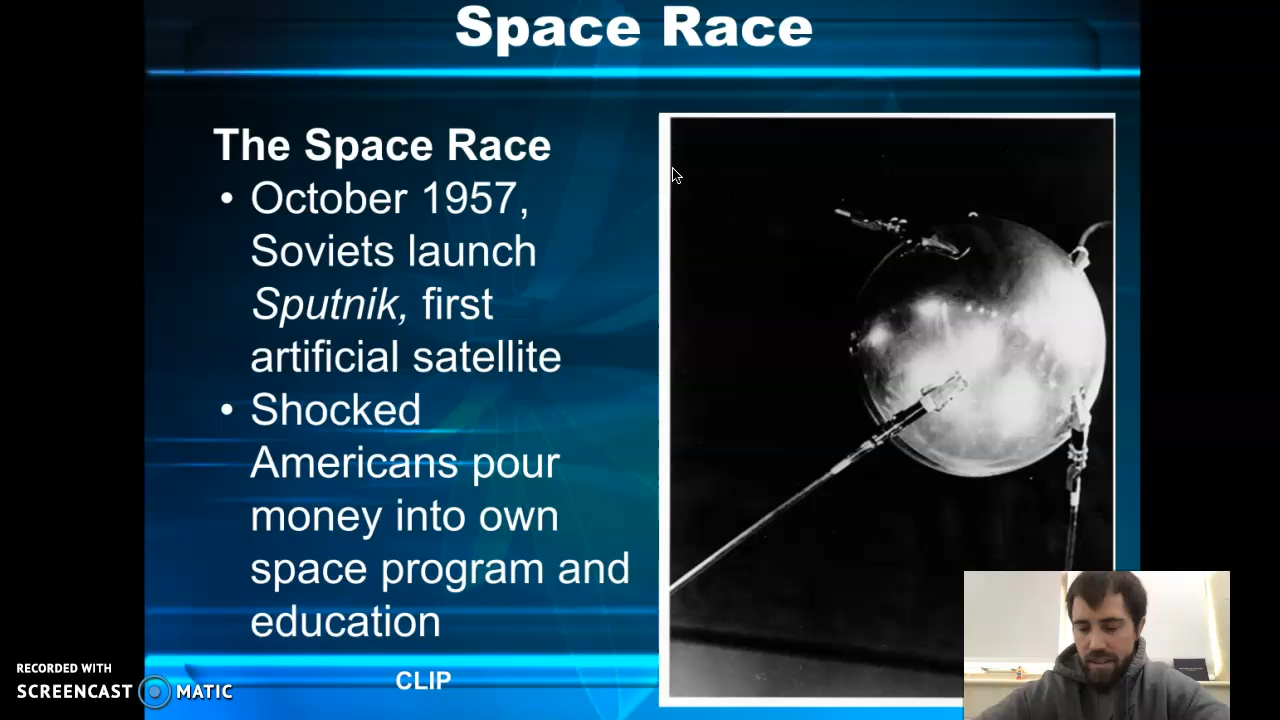 Space Race
The Space Race
• October 1957,
Soviets launch
Sputnik, first
artificial satellite
• Shocked
Americans pour
money into own
space program and
education
CLIP
RECORDED WITH
SCREENCAST MATIC